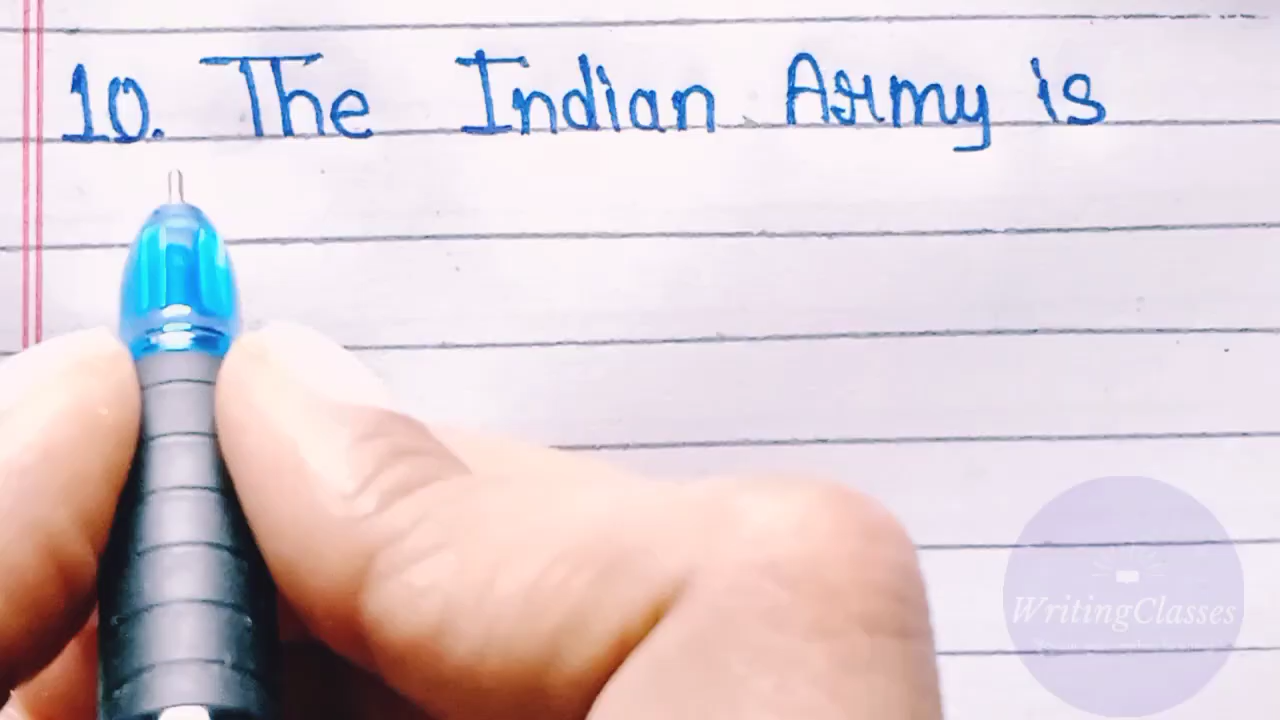 10. The Indian Army is
WritingClasses